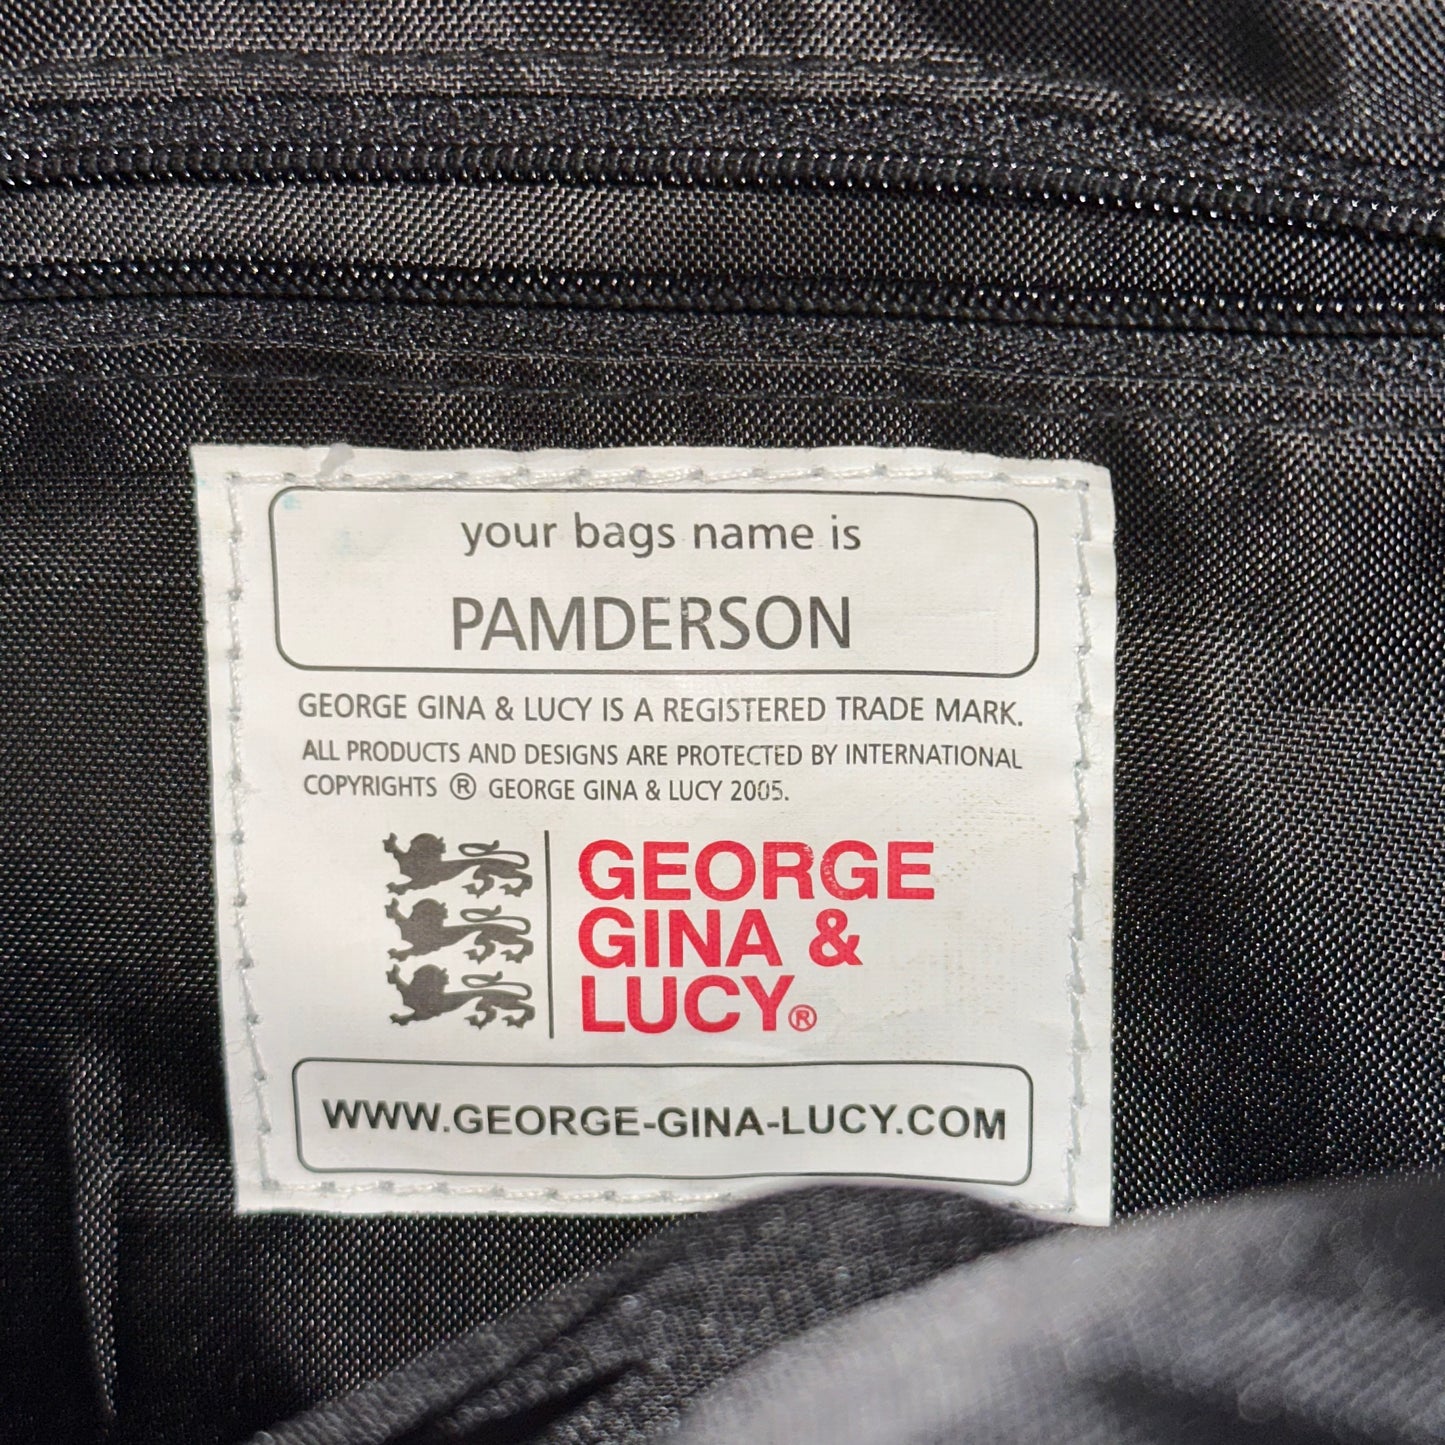 your bags name is
PAMDERSON
GEORGE GINA & LUCY IS A REGISTERED TRADE MARK.
ALL PRODUCTS AND DESIGNS ARE PROTECTED BY INTERNATIONAL
COPYRIGHTS ® GEORGE GINA & LUCY 2005.
GEORGE
GINA &
LUCY®
WWW.GEORGE-GINA-LUCY.COM